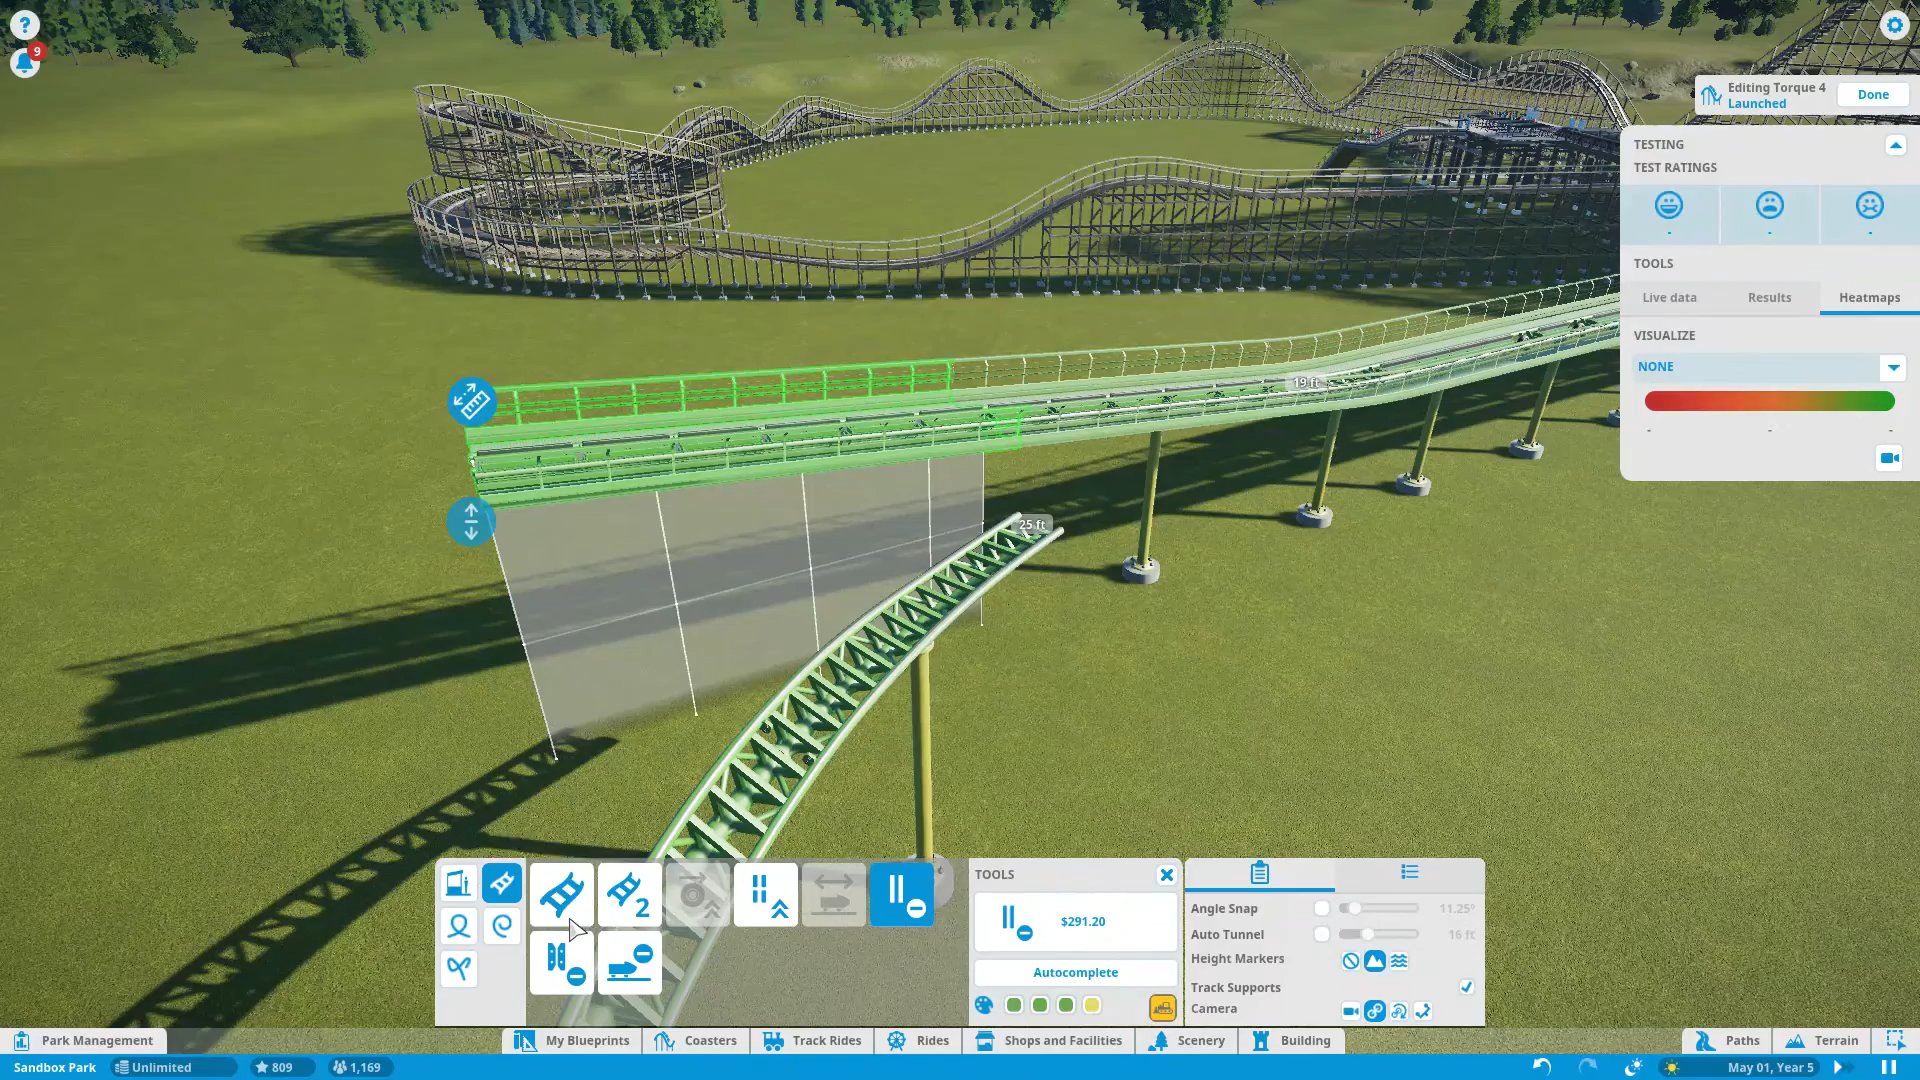 ?
9
Editing Torque 4
Launched
Done
TESTING
TEST RATINGS
-
-
-
TOOLS
Live data
Results
Heatmaps
VISUALIZE
NONE
-
-
-
19 ft
25 ft
2
TOOLS
$291.20
Autocomplete
Angle Snap
11.25°
Auto Tunnel
16 ft
Height Markers
Track Supports
Camera
Park Management
My Blueprints
Coasters
Track Rides
Rides
Shops and Facilities
Scenery
Building
Paths
Terrain
Sandbox Park
Unlimited
809
1,169
May 01, Year 5